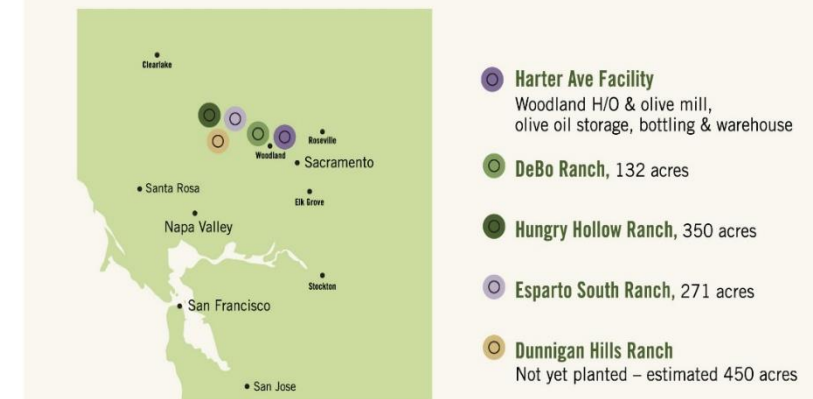 Clearlake
Woodland
Roseville
Sacramento
Santa Rosa
Elk Grove
Napa Valley
Stockton
San Francisco
San Jose
Harter Ave Facility
Woodland H/O & olive mill,
olive oil storage, bottling & warehouse
DeBo Ranch, 132 acres
Hungry Hollow Ranch, 350 acres
Esparto South Ranch, 271 acres
Dunnigan Hills Ranch
Not yet planted – estimated 450 acres